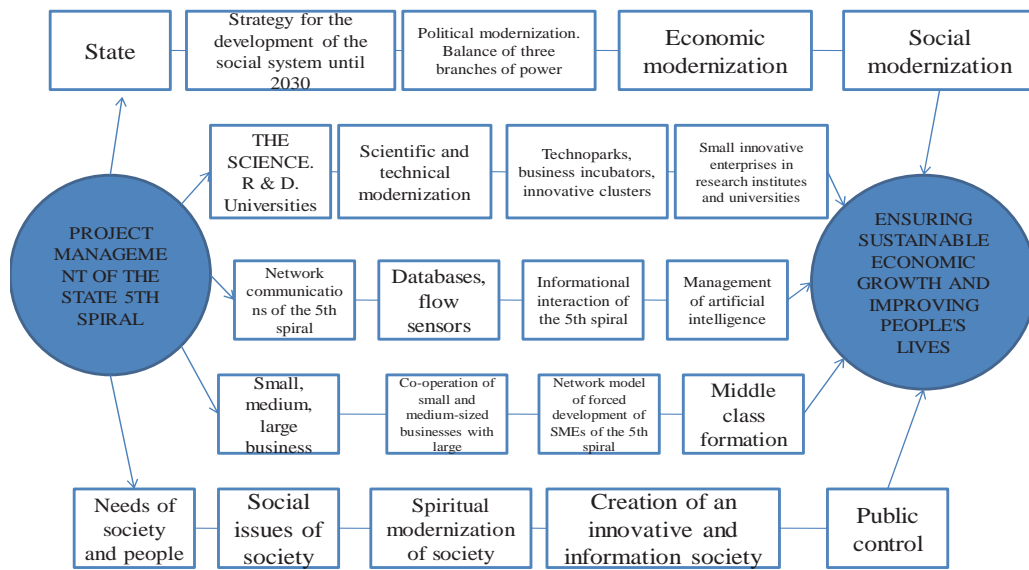 State
Strategy for the
development of the
social system until
2030
Political modernization.
Balance of three
branches of power
Economic
modernization
Social
modernization
THE
SCIENCE.
R & D.
Universities
Scientific and
technical
modernization
Technoparks,
business incubators,
innovative clusters
Small innovative
enterprises in
research institutes
and universities
PROJECT
MANAGEME
NT OF THE
STATE 5TH
SPIRAL
ENSURING
SUSTAINABLE
ECONOMIC
GROWTH AND
IMPROVING
PEOPLE'S
LIVES
Network
communicatio
ns of the 5th
spiral
Databases,
flow
sensors
Informational
interaction of
the 5th spiral
Management
of artificial
intelligence
Small,
medium,
large
business
Co-operation of
small and
medium-sized
businesses with
large
Network model
of forced
development of
SMEs of the 5th
spiral
Middle
class
formation
Needs of
society
and people
Social
issues of
society
Spiritual
modernization
of society
Creation of an
innovative and
information society
Public
control